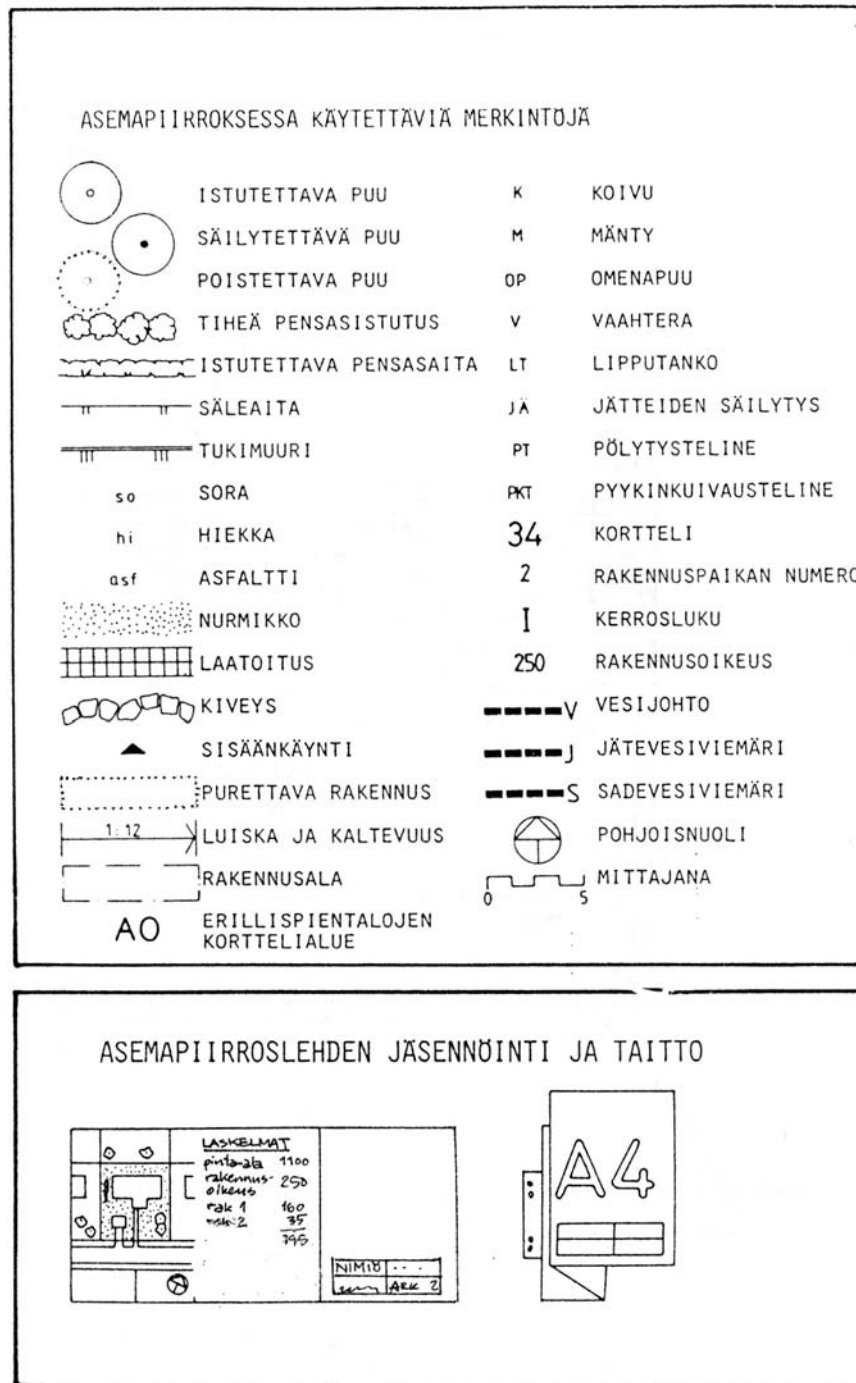 ASEMAPIIRROKSESSA KÄYTETTÄVIÄ MERKINTÖJÄ
ISTUTETTAVA PUU
SÄILYTETTÄVÄ PUU
POISTETTAVA PUU
TIHEÄ PENSASISTUTUS
ISTUTETTAVA PENSASAITA
SÄLEAITA
TUKIMUURI
so SORA
hi HIEKKA
asf ASFALTTI
NURMIKKO
LAATOITUS
KIVEYS
SISÄÄNKÄYNTI
PURETTAVA RAKENNUS
1:12 LUISKA JA KALTEVUUS
RAKENNUSALA
AO ERILLISPIENTALOJEN
KORTTELIALUE
K KOIVU
M MÄNTY
OP OMENAPUU
V VAAHTERA
LT LIPPUTANKO
JÄ JÄTTEIDEN SÄILYTYS
PT PÖLYTYSTELINE
PKT PYYKINKUIVAUSTELINE
34 KORTTELI
2 RAKENNUSPAIKAN NUMERO
I KERROSLUKU
250 RAKENNUSOIKEUS
V VESIJOHTO
J JÄTEVESIVIEMÄRI
S SADEVESIVIEMÄRI
POHJOISNUOLI
MITTAJANA
0 5
ASEMAPIIRROSLEHDEN JÄSENNÖINTI JA TAITTO
LASKELMAT
pinta-ala 1100
rakennus- 250
oikeus
rak 1 160
rak 2 35
195
NIMIÖ ...
ARK 2
A4